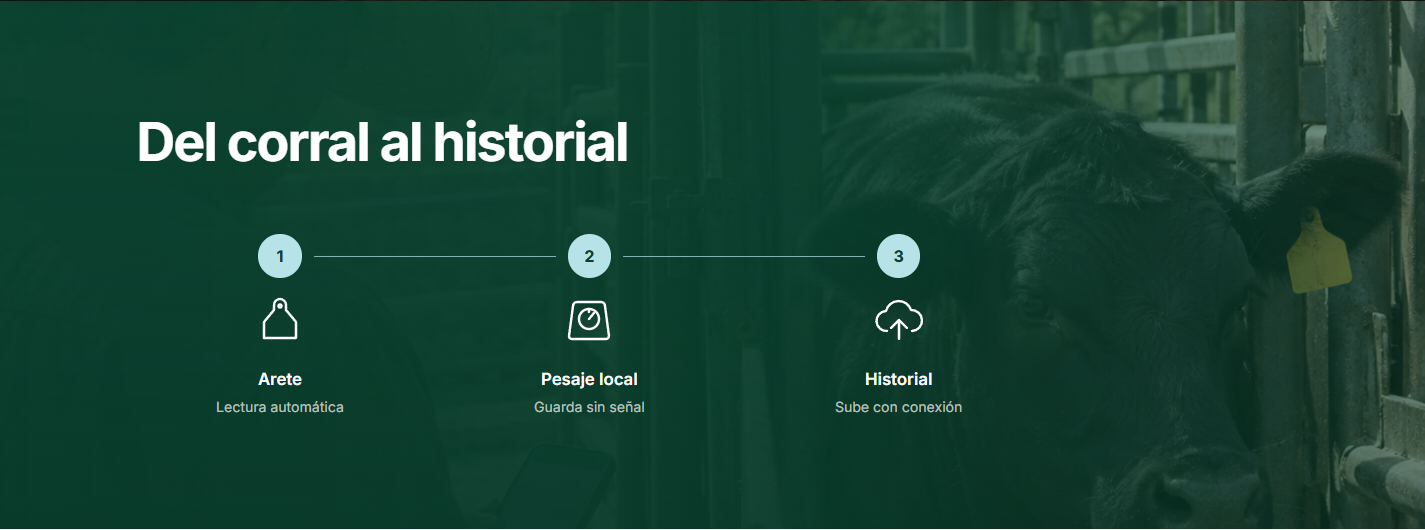 Del corral al historial
1
2
3
Arete
Pesaje local
Historial
Lectura automática
Guarda sin señal
Sube con conexión